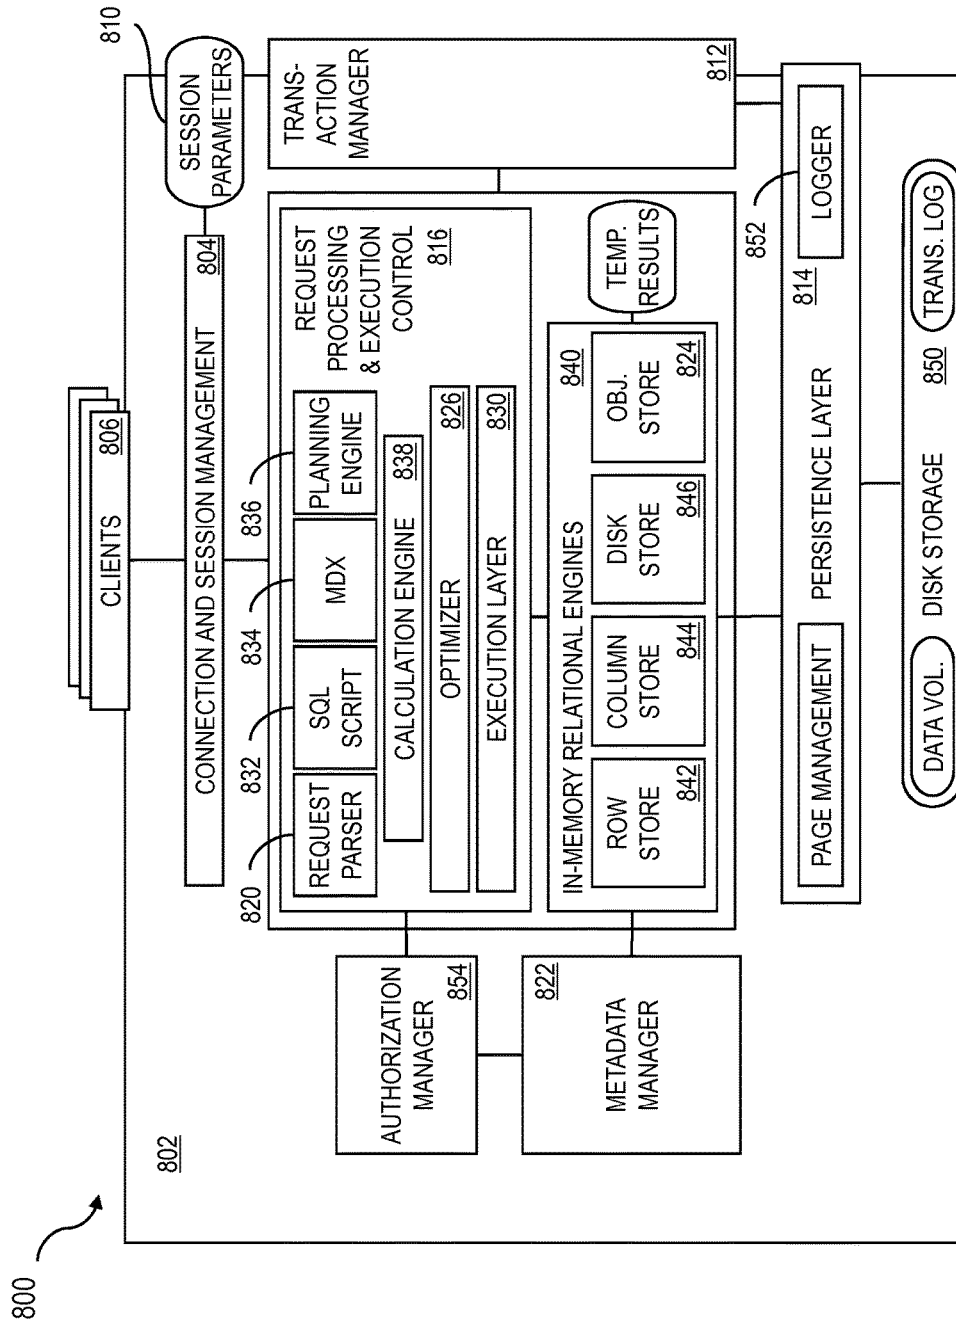 800
802
CLIENTS
806
CONNECTION AND SESSION MANAGEMENT
804
SESSION
PARAMETERS
810
820
832
834
836
REQUEST
PARSER
SQL
SCRIPT
MDX
PLANNING
ENGINE
REQUEST
PROCESSING
& EXECUTION
CONTROL
816
CALCULATION ENGINE
838
OPTIMIZER
826
EXECUTION LAYER
830
TRANS-
ACTION
MANAGER
812
AUTHORIZATION
MANAGER
854
METADATA
MANAGER
822
IN-MEMORY RELATIONAL ENGINES
840
ROW
STORE
842
COLUMN
STORE
844
DISK
STORE
846
OBJ.
STORE
824
TEMP.
RESULTS
852
PAGE MANAGEMENT
PERSISTENCE LAYER
814
LOGGER
DATA VOL.
DISK STORAGE
850
TRANS. LOG